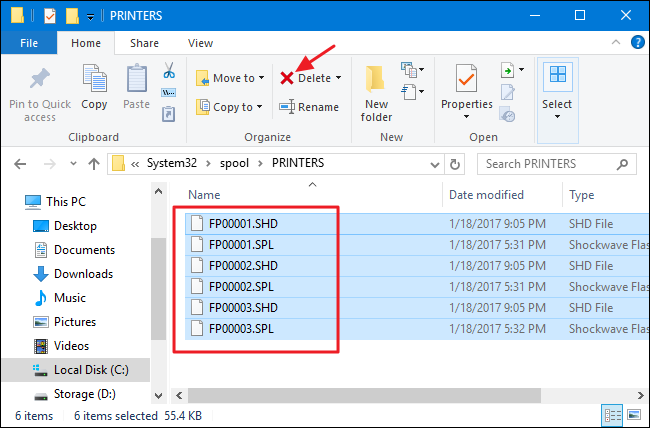 PRINTERS
File Home Share View
Pin to Quick access
Copy
Paste
Move to
Copy to
Delete
Rename
New folder
Properties
Select
Clipboard Organize New Open
« System32 › spool › PRINTERS
Search PRINTERS
Name Date modified Type
This PC
Desktop
Documents
Downloads
Music
Pictures
Videos
Local Disk (C:)
Storage (D:)
FP00001.SHD 1/18/2017 9:05 PM SHD File
FP00001.SPL 1/18/2017 5:31 PM Shockwave Flas
FP00002.SHD 1/18/2017 9:05 PM SHD File
FP00002.SPL 1/18/2017 5:31 PM Shockwave Flas
FP00003.SHD 1/18/2017 9:05 PM SHD File
FP00003.SPL 1/18/2017 5:32 PM Shockwave Flas
6 items 6 items selected 55.4 KB